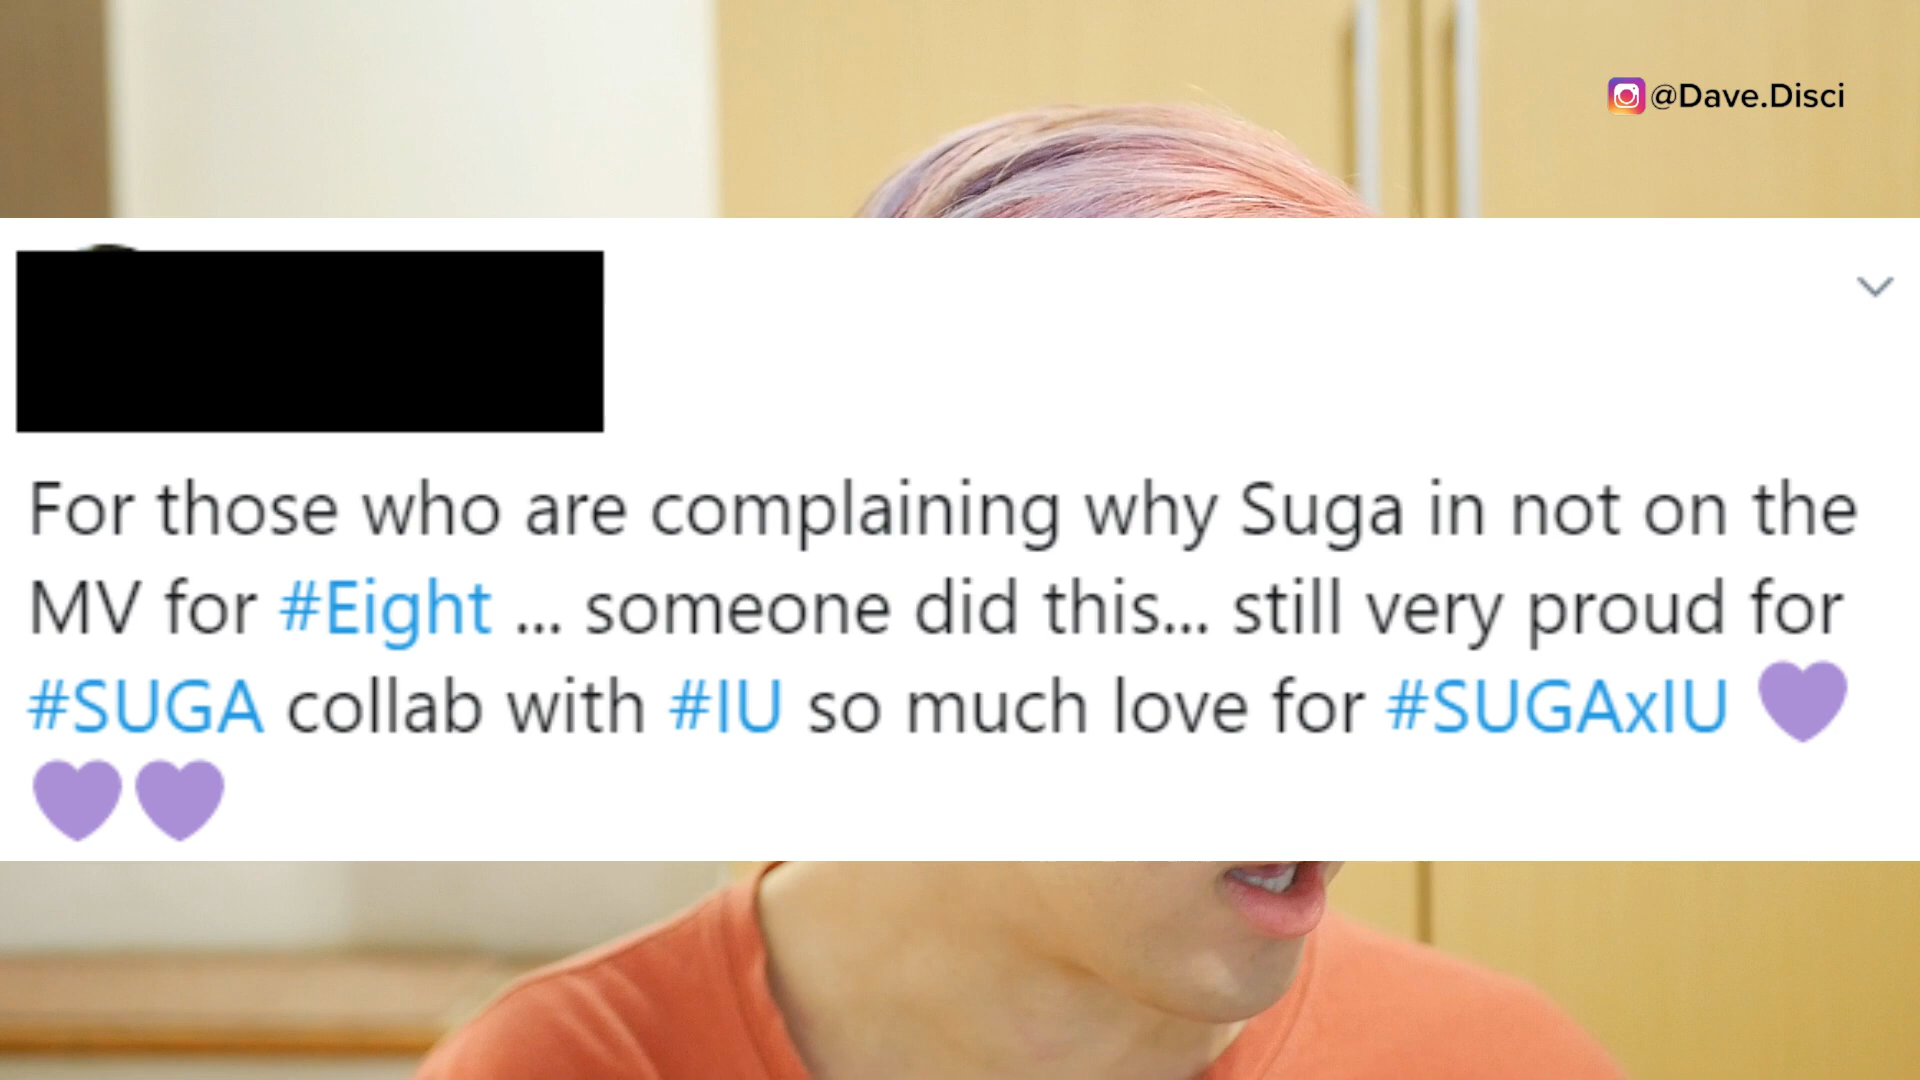 @Dave.Disci
For those who are complaining why Suga in not on the
MV for #Eight ... someone did this... still very proud for
#SUGA collab with #IU so much love for #SUGAxIU 💜
💜💜